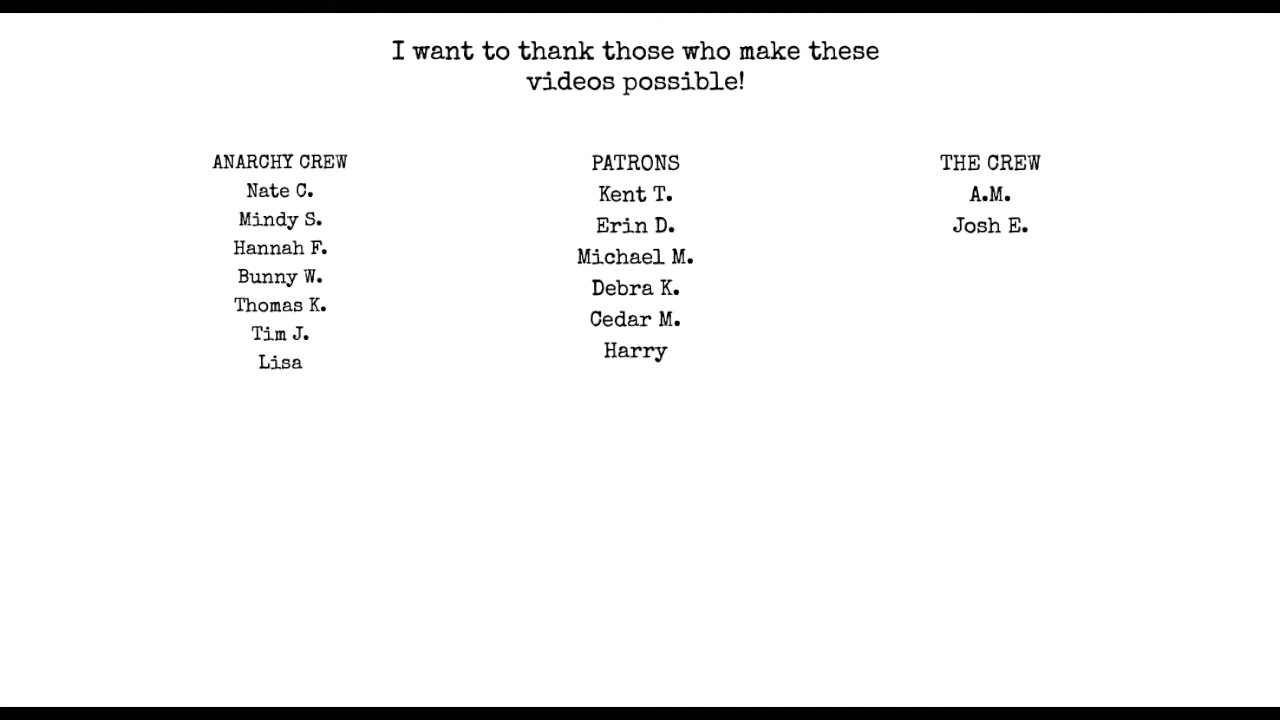 I want to thank those who make these
videos possible!
ANARCHY CREW
Nate C.
Mindy S.
Hannah F.
Bunny W.
Thomas K.
Tim J.
Lisa
PATRONS
Kent T.
Erin D.
Michael M.
Debra K.
Cedar M.
Harry
THE CREW
A.M.
Josh E.